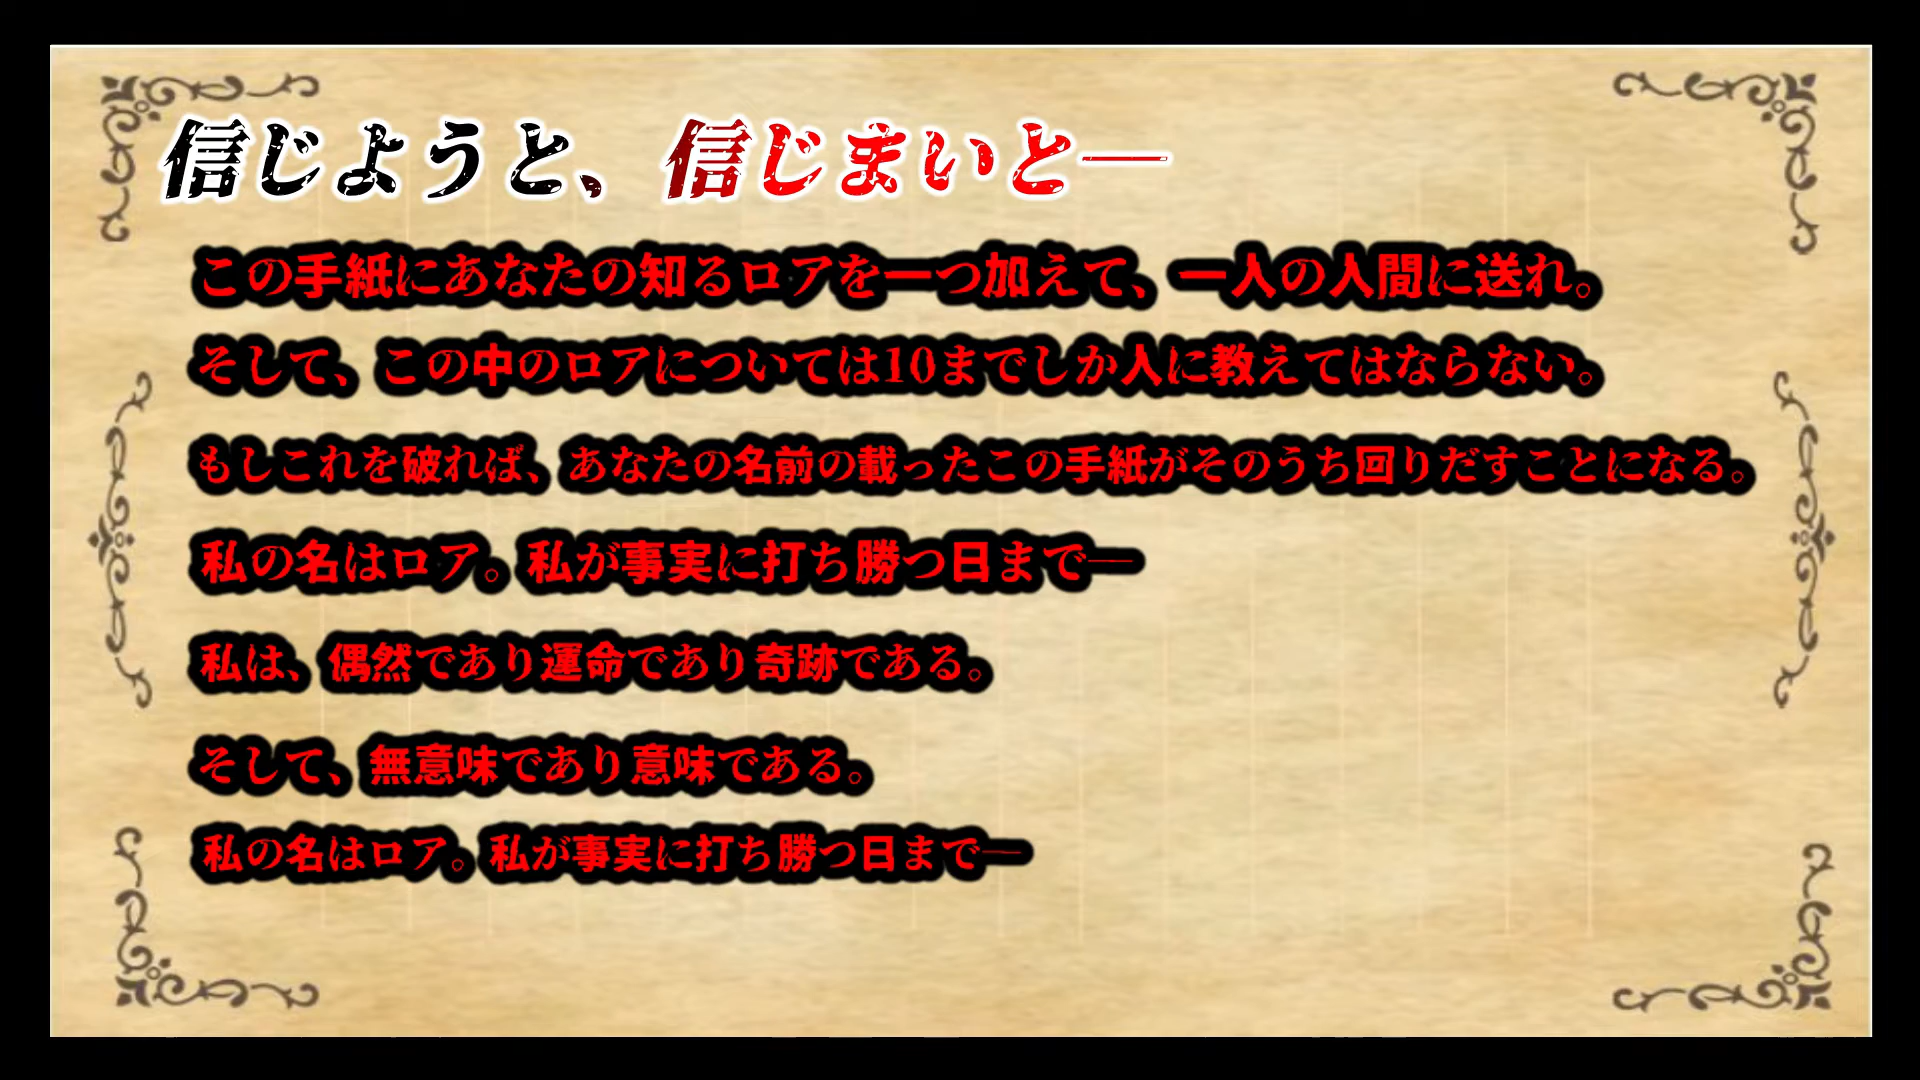 信じようと、信じまいと―
この手紙にあなたの知るロアを一つ加えて、一人の人間に送れ。
そして、この中のロアについては10までしか人に教えてはならない。
もしこれを破れば、あなたの名前の載ったこの手紙がそのうち回りだすことになる。
私の名はロア。私が事実に打ち勝つ日まで―
私は、偶然であり運命であり奇跡である。
そして、無意味であり意味である。
私の名はロア。私が事実に打ち勝つ日まで―